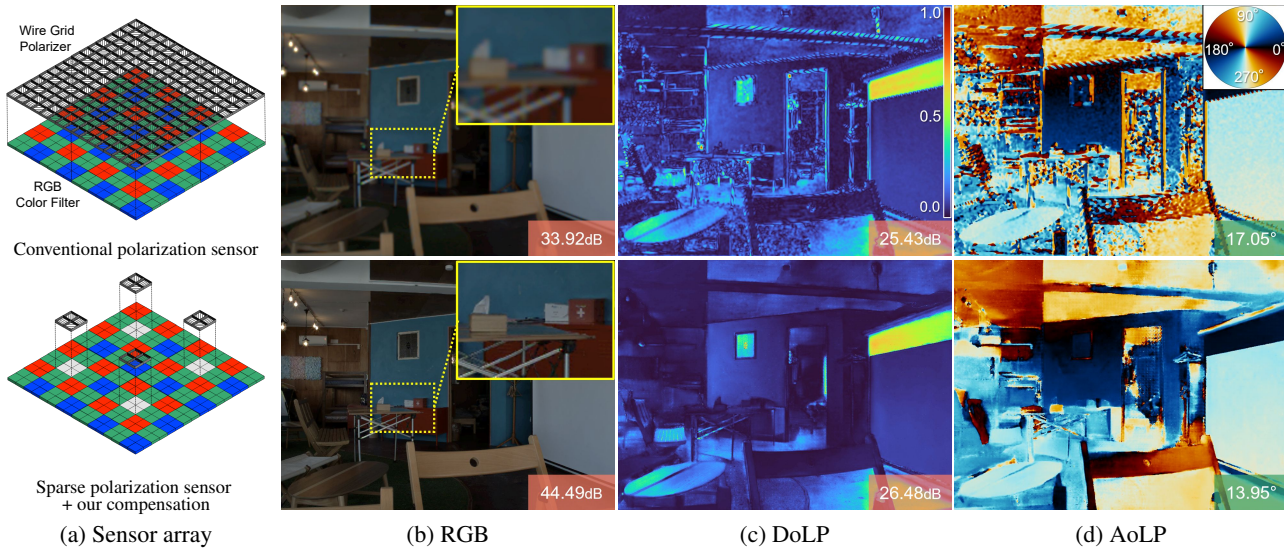 Wire Grid
Polarizer
RGB
Color Filter
Conventional polarization sensor
33.92dB
1.0
0.5
0.0
25.43dB
90°
180°
0°
270°
17.05°
Sparse polarization sensor
+ our compensation
44.49dB
26.48dB
13.95°
(a) Sensor array
(b) RGB
(c) DoLP
(d) AoLP